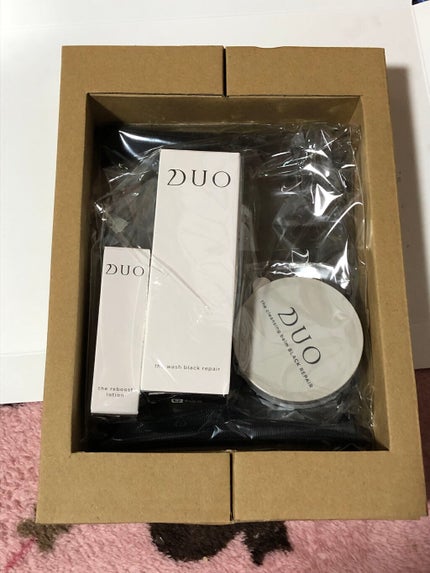 DUO
the wash black repair
DUO
the reboost
lotion
DUO
the cleansing balm BLACK REPAIR